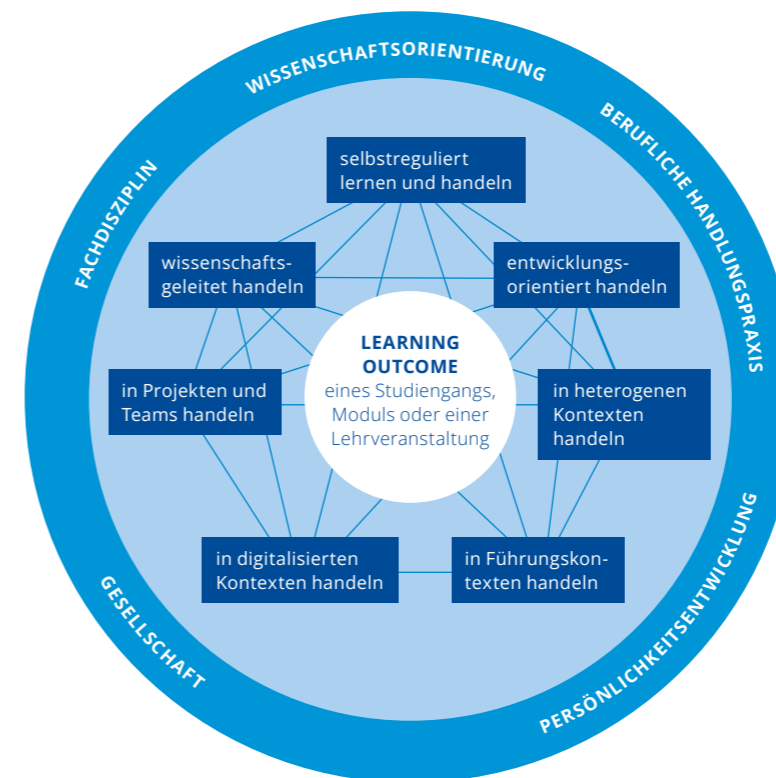 WISSENSCHAFTSORIENTIERUNG
BERUFLICHE HANDLUNGSPRAXIS
FACHDISZIPLIN
selbstreguliert
lernen und handeln
wissenschafts-
geleitet handeln
entwicklungs-
orientiert handeln
LEARNING
OUTCOME
eines Studiengangs,
Moduls oder einer
Lehrveranstaltung
in Projekten und
Teams handeln
in heterogenen
Kontexten
handeln
in digitalisierten
Kontexten handeln
in Führungskon-
texten handeln
GESELLSCHAFT
PERSÖNLICHKEITSENTWICKLUNG